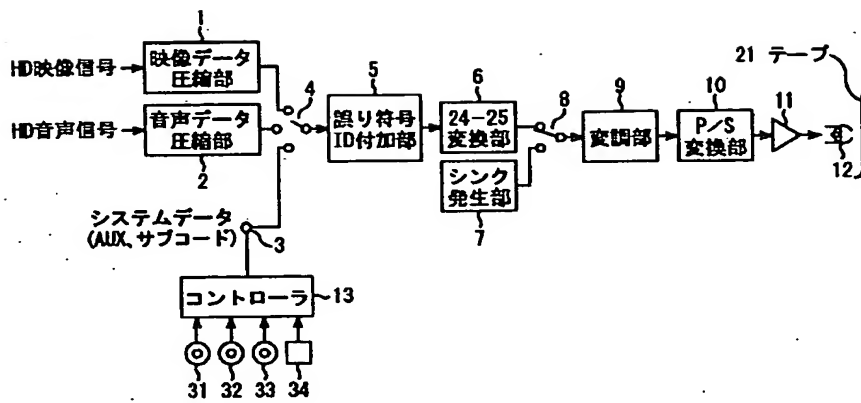 1
HD映像信号
映像データ
圧縮部
4
HD音声信号
音声データ
圧縮部
2
5
誤り符号
ID付加部
6
24-25
変換部
8
シンク
発生部
7
9
変調部
10
P/S
変換部
11
12
21 テープ
システムデータ
(AUX、サブコード)
3
コントローラ
13
31
32
33
34